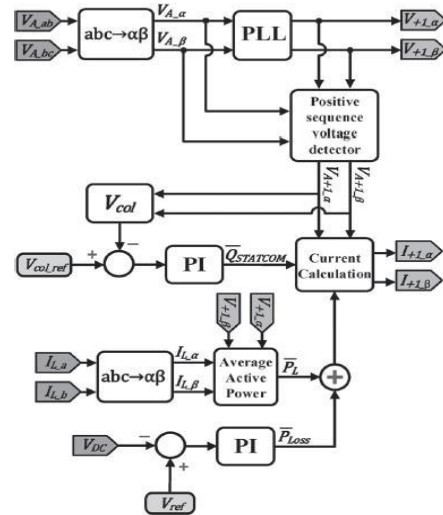 V_A_ab
V_A_bc
abc→αβ
V_A_α
V_A_β
PLL
V_+1_α
V_+1_β
Positive
sequence
voltage
detector
V_A+1_α
V_A+1_β
V_col
−
+
V_col_ref
PI
Q̅_STATCOM
Current
Calculation
I_+1_α
I_+1_β
V_+1_β
V_+1_α
I_L_a
I_L_b
abc→αβ
I_L_α
I_L_β
Average
Active
Power
P̅_L
+
V_DC
−
+
PI
P̅_Loss
V_ref